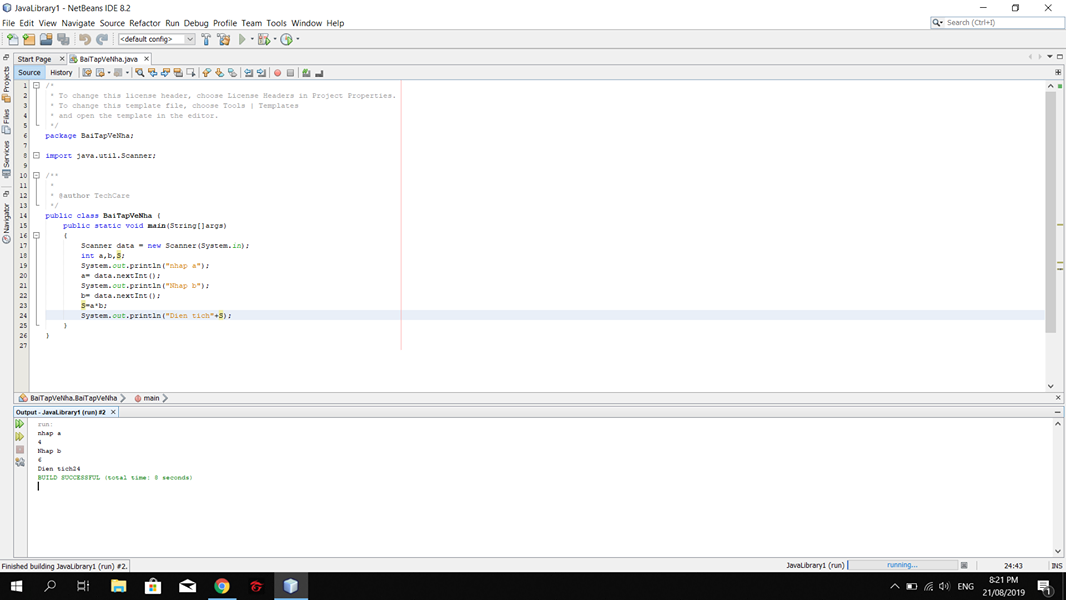 JavaLibrary1 - NetBeans IDE 8.2
File Edit View Navigate Source Refactor Run Debug Profile Team Tools Window Help
Search (Ctrl+I)
<default config>
Start Page
BaiTapVeNha.java
Source History
Projects
Files
Services
Navigator
1 /*
2 * To change this license header, choose License Headers in Project Properties.
3 * To change this template file, choose Tools | Templates
4 * and open the template in the editor.
5 */
6 package BaiTapVeNha;
7
8 import java.util.Scanner;
9
10 /**
11 *
12 * @author TechCare
13 */
14 public class BaiTapVeNha {
15 public static void main(String[]args)
16 {
17 Scanner data = new Scanner(System.in);
18 int a,b,S;
19 System.out.println("nhap a");
20 a= data.nextInt();
21 System.out.println("Nhap b");
22 b= data.nextInt();
23 S=a*b;
24 System.out.println("Dien tich"+S);
25 }
26 }
27
BaiTapVeNha.BaiTapVeNha
main
Output - JavaLibrary1 (run) #2
run:
nhap a
4
Nhap b
6
Dien tich24
BUILD SUCCESSFUL (total time: 8 seconds)
Finished building JavaLibrary1 (run) #2.
JavaLibrary1 (run)
running...
24:43
INS
ENG
8:21 PM
21/08/2019
1